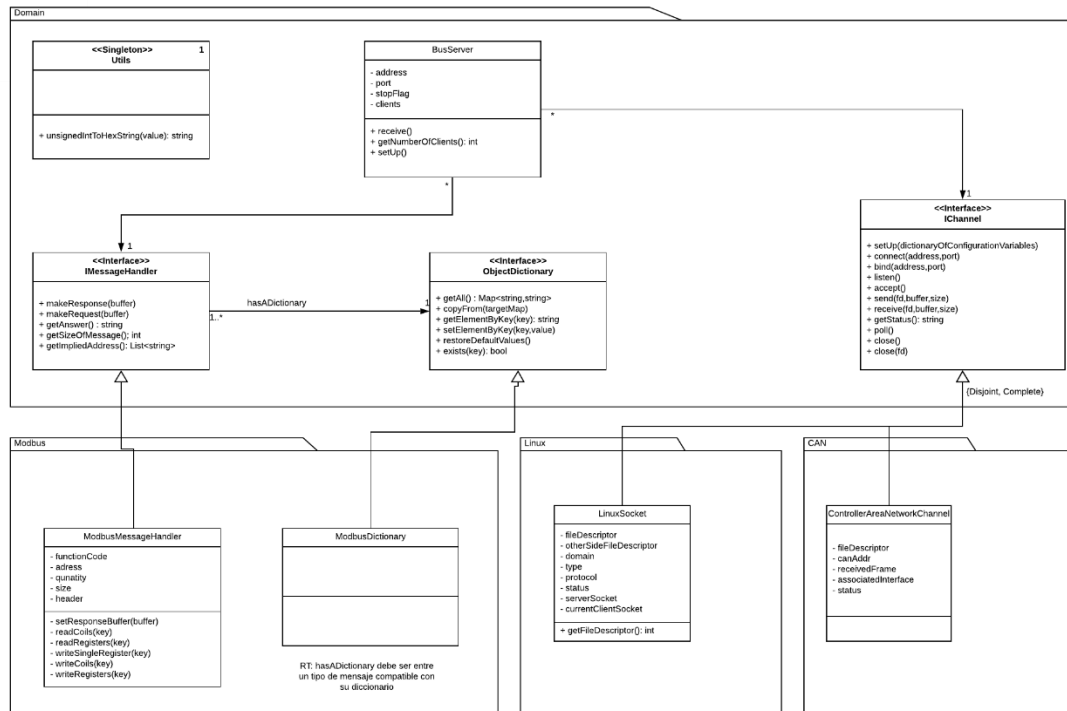 Domain
<<Singleton>> 1
Utils
+ unsignedIntToHexString(value): string
BusServer
- address
- port
- stopFlag
- clients
+ receive()
+ getNumberOfClients(): int
+ setUp()
*
*
1
1
<<Interface>>
IMessageHandler
+ makeResponse(buffer)
+ makeRequest(buffer)
+ getAnswer() : string
+ getSizeOfMessage(); int
+ getImpliedAddress(): List<string>
hasADictionary
1..*
1
<<Interface>>
ObjectDictionary
+ getAll() : Map<string,string>
+ copyFrom(targetMap)
+ getElementByKey(key): string
+ setElementByKey(key,value)
+ restoreDefaultValues()
+ exists(key): bool
<<Interface>>
IChannel
+ setUp(dictionaryOfConfigurationVariables)
+ connect(address,port)
+ bind(address,port)
+ listen()
+ accept()
+ send(fd,buffer,size)
+ receive(fd,buffer,size)
+ getStatus(): string
+ poll()
+ close()
+ close(fd)
{Disjoint, Complete}
Modbus
ModbusMessageHandler
- functionCode
- adress
- qunatity
- size
- header
- setResponseBuffer(buffer)
- readCoils(key)
- readRegisters(key)
- writeSingleRegister(key)
- writeCoils(key)
- writeRegisters(key)
ModbusDictionary
RT: hasADictionary debe ser entre
un tipo de mensaje compatible con
su diccionario
Linux
LinuxSocket
- fileDescriptor
- otherSideFileDescriptor
- domain
- type
- protocol
- status
- serverSocket
- currentClientSocket
+ getFileDescriptor(): int
CAN
ControllerAreaNetworkChannel
- fileDescriptor
- canAddr
- receivedFrame
- associatedInterface
- status